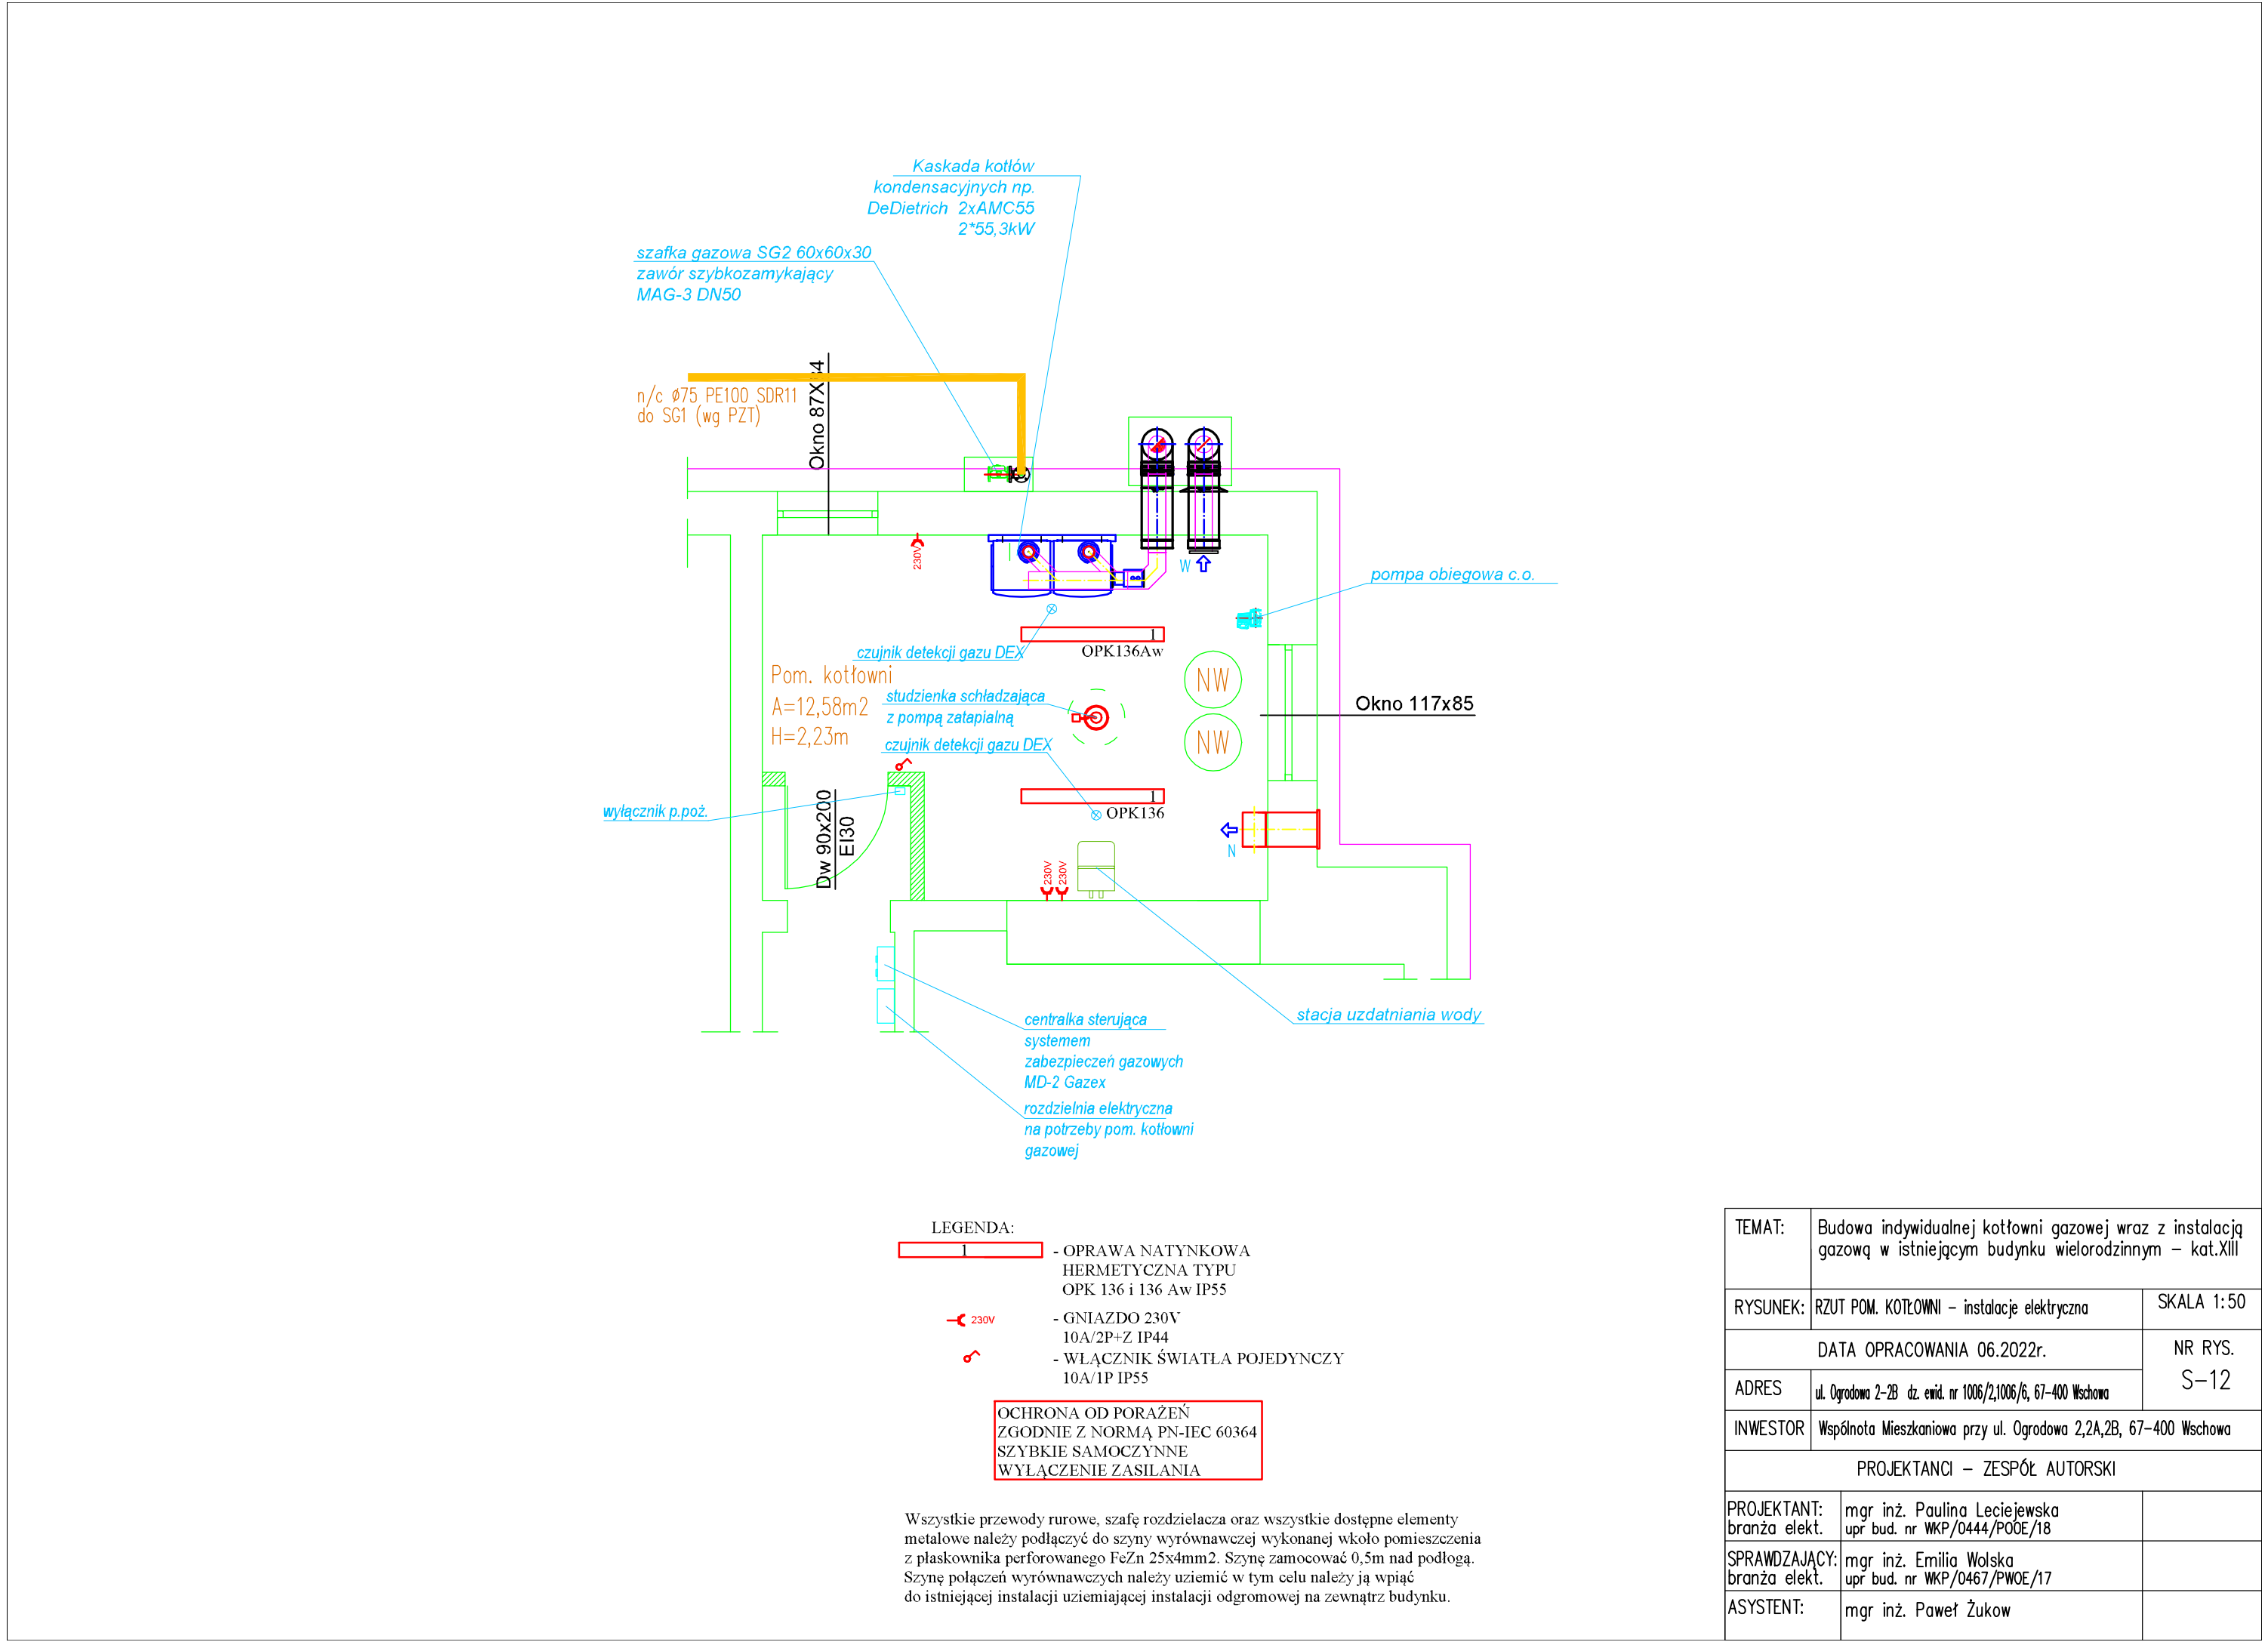 Kaskada kotłów
kondensacyjnych np.
DeDietrich 2xAMC55
2*55,3kW
szafka gazowa SG2 60x60x30
zawór szybkozamykający
MAG-3 DN50
n/c ø75 PE100 SDR11
do SG1 (wg PZT)
Okno 87X84
230V
W
pompa obiegowa c.o.
1
czujnik detekcji gazu DEX
OPK136Aw
Pom. kotłowni
A=12,58m2
H=2,23m
studzienka schładzająca
z pompą zatapialną
NW
Okno 117x85
NW
czujnik detekcji gazu DEX
1
OPK136
wyłącznik p.poż.
Dw 90x200
EI30
N
230V
230V
centralka sterująca
systemem
zabezpieczeń gazowych
MD-2 Gazex
stacja uzdatniania wody
rozdzielnia elektryczna
na potrzeby pom. kotłowni
gazowej
LEGENDA:
1
- OPRAWA NATYNKOWA
HERMETYCZNA TYPU
OPK 136 i 136 Aw IP55
230V
- GNIAZDO 230V
10A/2P+Z IP44
- WŁĄCZNIK ŚWIATŁA POJEDYNCZY
10A/1P IP55
OCHRONA OD PORAŻEŃ
ZGODNIE Z NORMĄ PN-IEC 60364
SZYBKIE SAMOCZYNNE
WYŁĄCZENIE ZASILANIA
Wszystkie przewody rurowe, szafę rozdzielacza oraz wszystkie dostępne elementy
metalowe należy podłączyć do szyny wyrównawczej wykonanej wkoło pomieszczenia
z płaskownika perforowanego FeZn 25x4mm2. Szynę zamocować 0,5m nad podłogą.
Szynę połączeń wyrównawczych należy uziemić w tym celu należy ją wpiąć
do istniejącej instalacji uziemiającej instalacji odgromowej na zewnątrz budynku.
TEMAT:
Budowa indywidualnej kotłowni gazowej wraz z instalacją
gazową w istniejącym budynku wielorodzinnym – kat.XIII
RYSUNEK: RZUT POM. KOTŁOWNI – instalacje elektryczna
SKALA 1:50
DATA OPRACOWANIA 06.2022r.
NR RYS.
S–12
ADRES ul. Ogrodowa 2–2B dz. ewid. nr 1006/2,1006/6, 67–400 Wschowa
INWESTOR Wspólnota Mieszkaniowa przy ul. Ogrodowa 2,2A,2B, 67–400 Wschowa
PROJEKTANCI – ZESPÓŁ AUTORSKI
PROJEKTANT: mgr inż. Paulina Leciejewska
branża elekt. upr bud. nr WKP/0444/POOE/18
SPRAWDZAJĄCY: mgr inż. Emilia Wolska
branża elekt. upr bud. nr WKP/0467/PWOE/17
ASYSTENT: mgr inż. Paweł Żukow